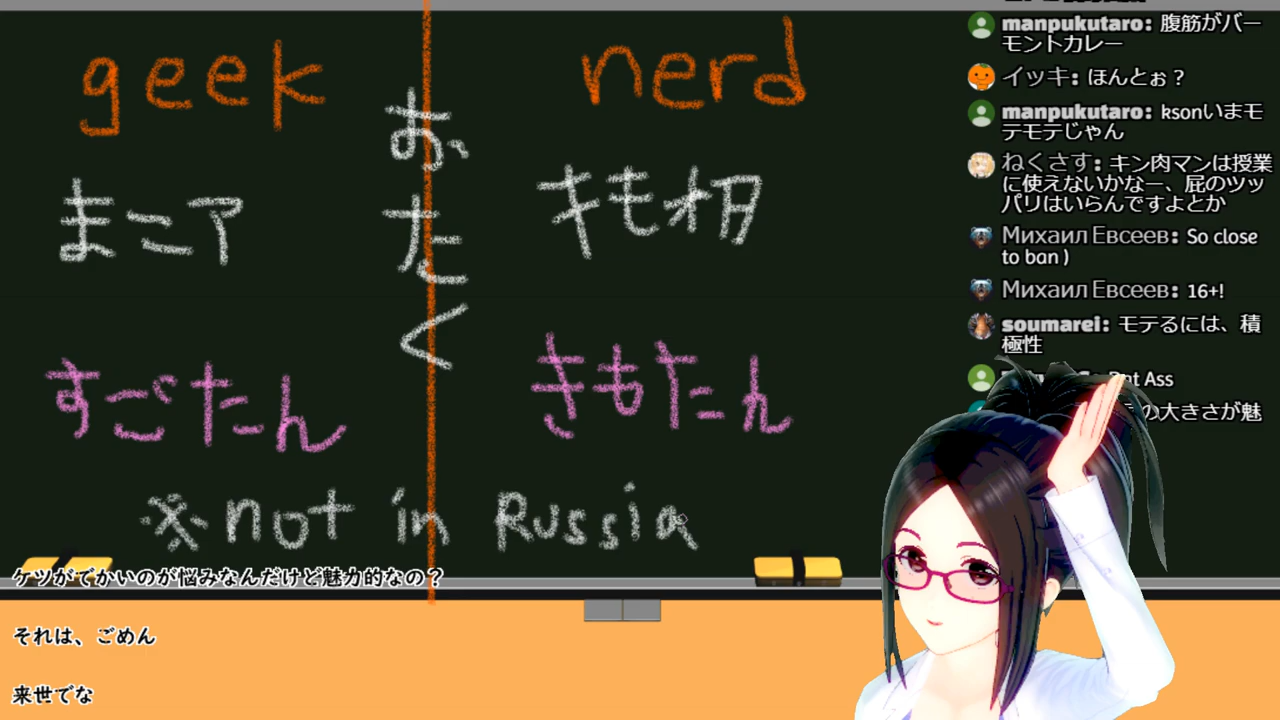 geek
nerd
おたく
まニア
キモオタ
すごたん
きもたん
※not in Russia
manpukutaro: 腹筋がバー
モントカレー
イッキ: ほんとぉ？
manpukutaro: ksonいまモ
テモテじゃん
ねくさす: キン肉マンは授業
に使えないかなー、屁のツッ
パリはいらんですよとか
Михаил Евсеев: So close
to ban )
Михаил Евсеев: 16+!
soumarei: モテるには、積
極性
Ass
の大きさが魅
ケツがでかいのが悩みなんだけど魅力的なの？
それは、ごめん
来世でな